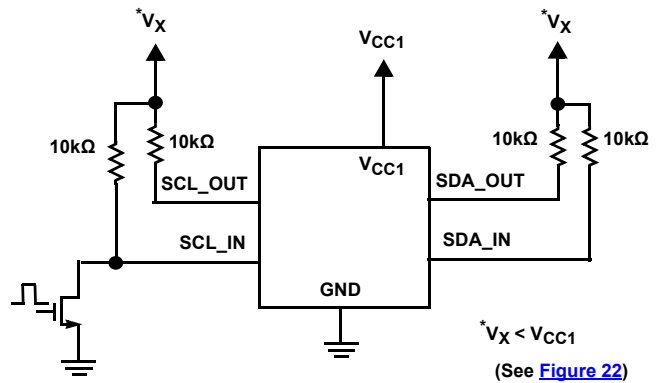 *VX
VCC1
*VX
10kΩ
10kΩ
10kΩ
10kΩ
VCC1
SCL_OUT
SDA_OUT
SCL_IN
SDA_IN
GND
*VX < VCC1
(See Figure 22)